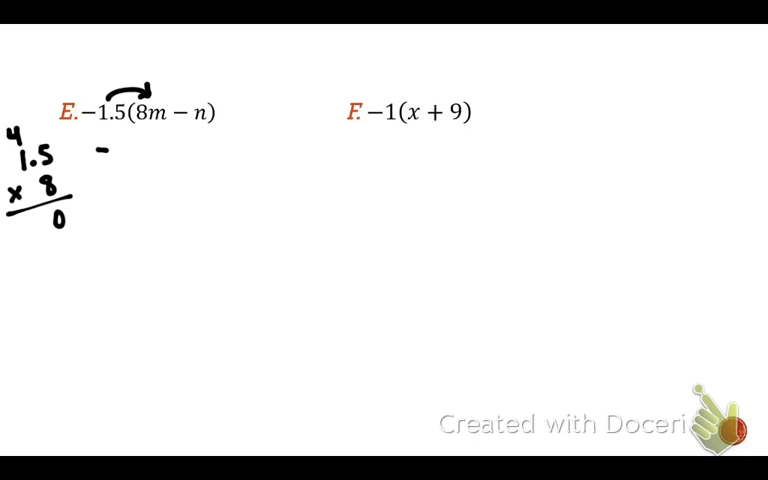 E. −1.5(8m − n)
F. −1(x + 9)
4
1.5 -
x 8
0
Created with Doceri